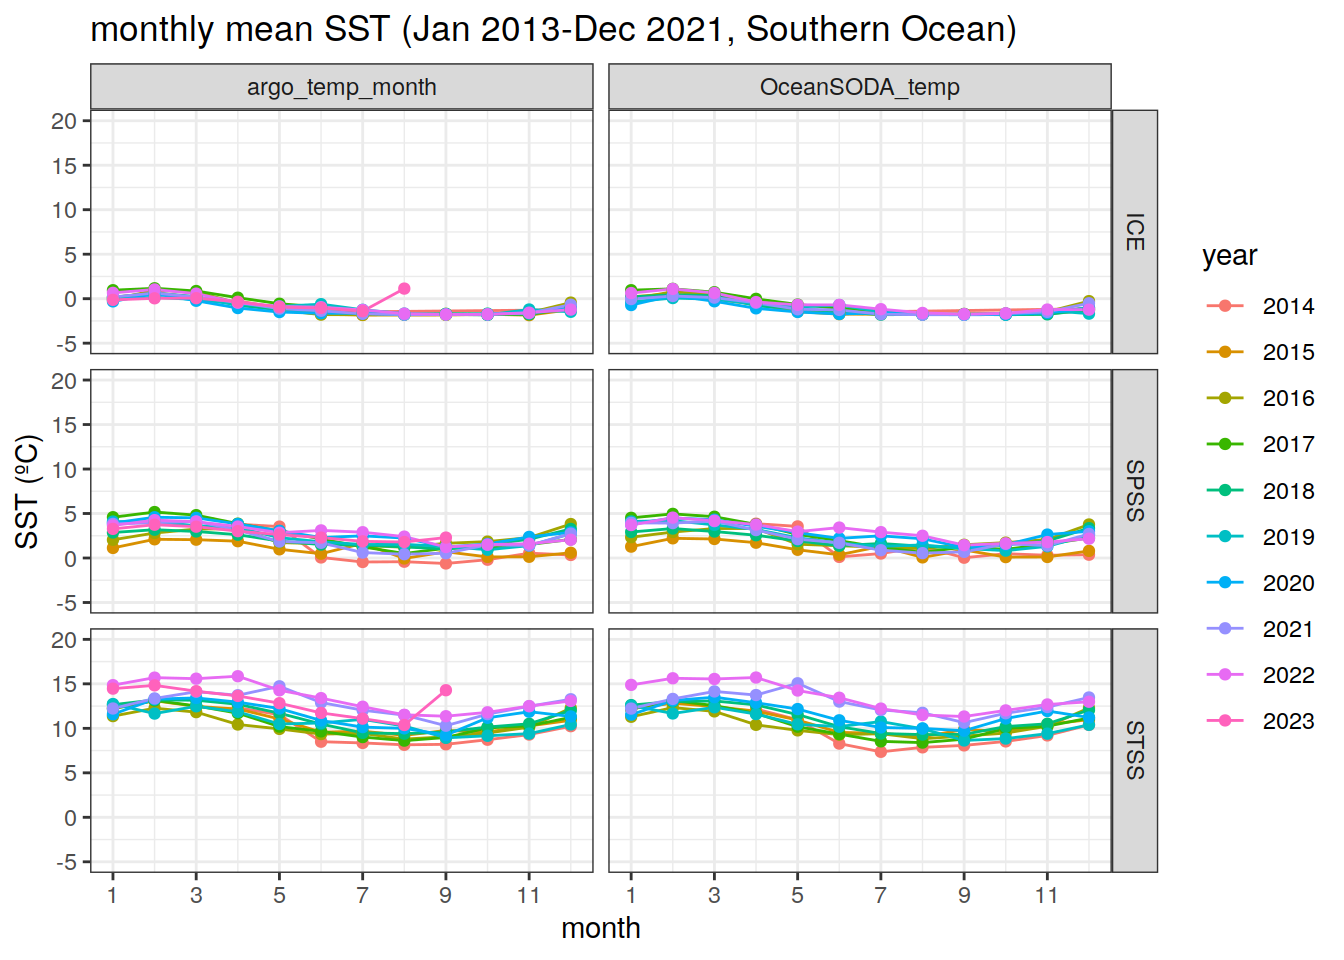 monthly mean SST (Jan 2013-Dec 2021, Southern Ocean)
argo_temp_month
OceanSODA_temp
20
15
10
5
0
-5
ICE
20
15
10
5
0
-5
SPSS
20
15
10
5
0
-5
STSS
SST (ºC)
1 3 5 7 9 11
1 3 5 7 9 11
month
year
2014
2015
2016
2017
2018
2019
2020
2021
2022
2023